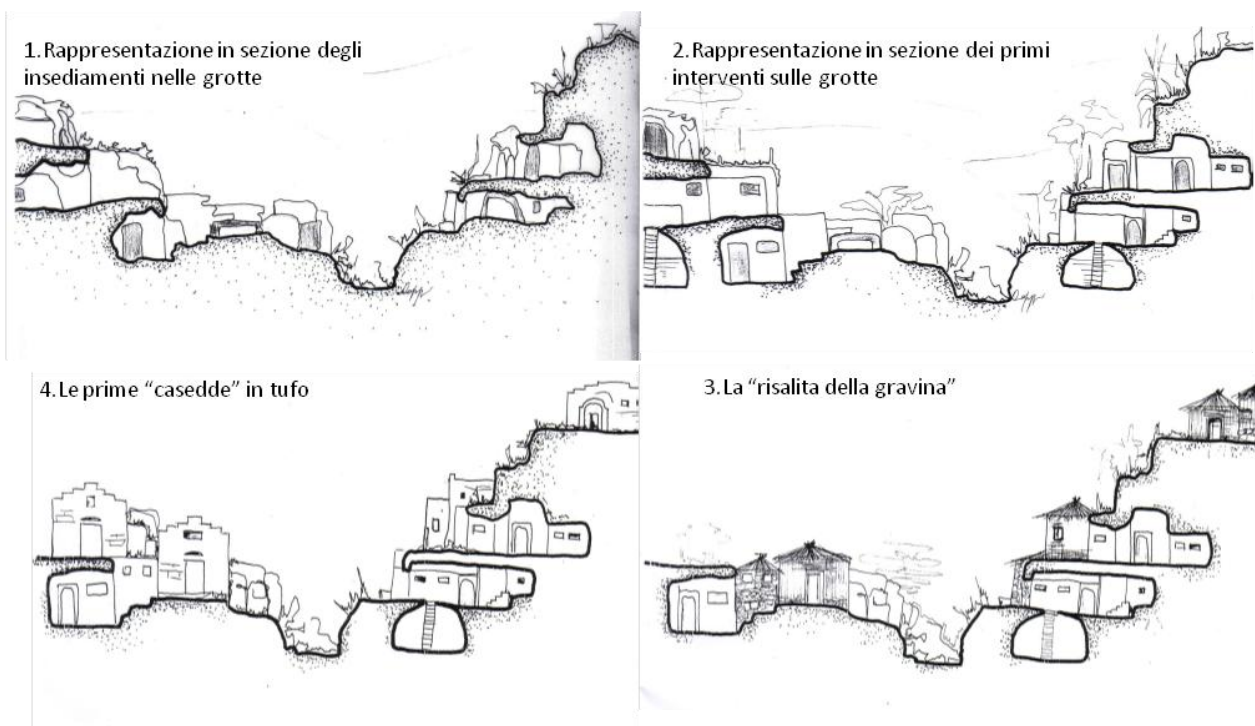 1.Rappresentazione in sezione degli
insediamenti nelle grotte
2.Rappresentazione in sezione dei primi
interventi sulle grotte
4.Le prime “casedde” in tufo
3.La “risalita della gravina”